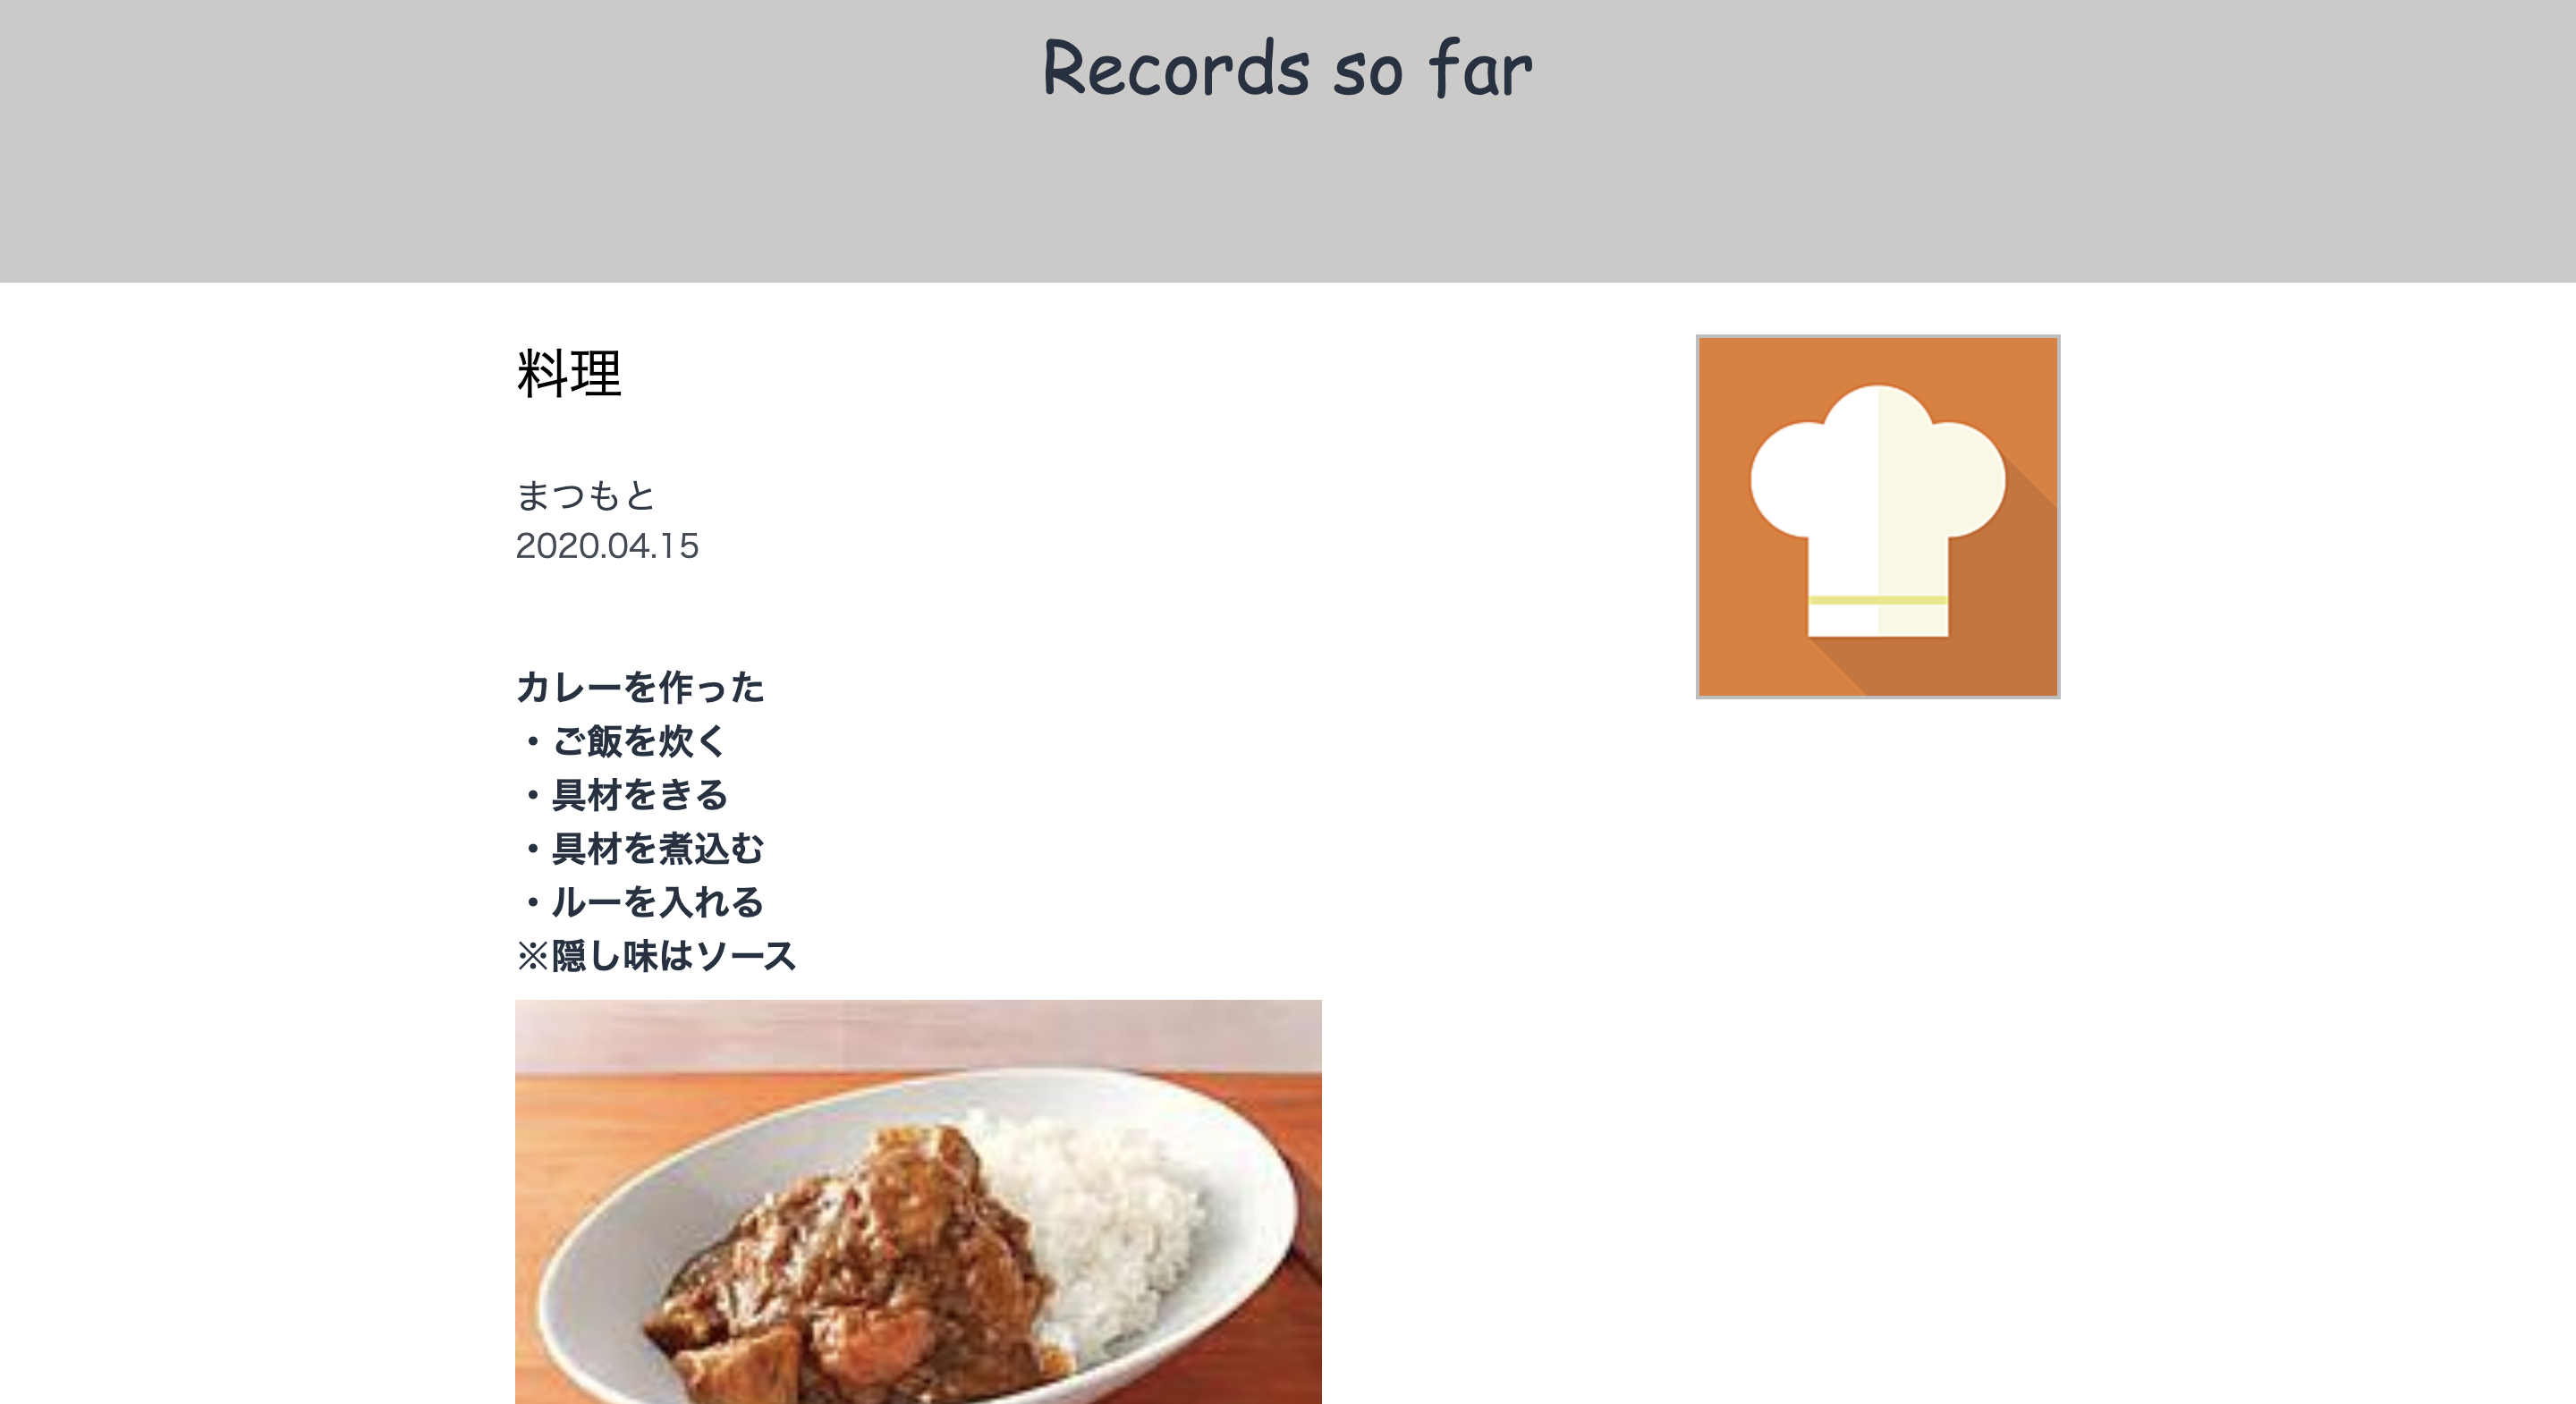 Records so far
料理
まつもと
2020.04.15
カレーを作った
・ご飯を炊く
・具材をきる
・具材を煮込む
・ルーを入れる
※隠し味はソース